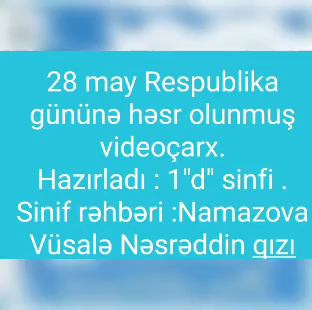 28 may Respublika
gününə həsr olunmuş
videoçarx.
Hazırladı : 1"d" sinfi .
Sinif rəhbəri :Namazova
Vüsalə Nəsrəddin qızı